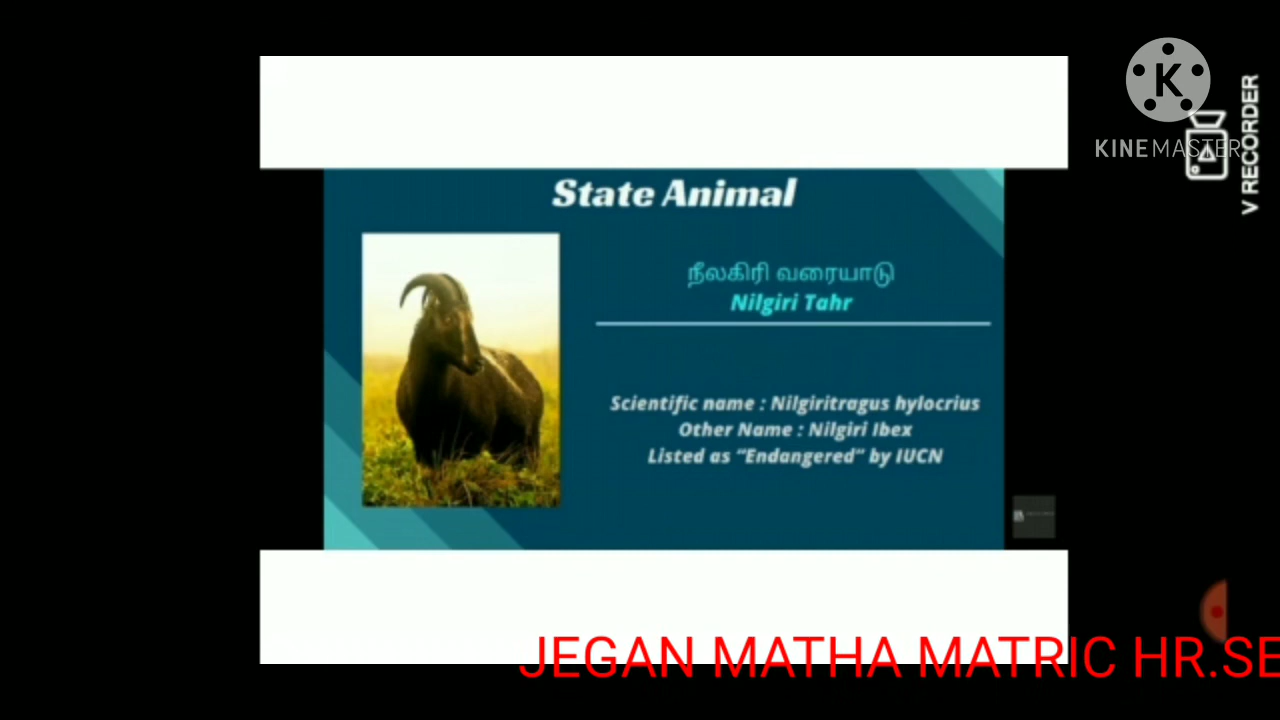 KINEMASTER
V RECORDER
State Animal
நீலகிரி வரையாடு
Nilgiri Tahr
Scientific name : Nilgiritragus hylocrius
Other Name : Nilgiri Ibex
Listed as “Endangered” by IUCN
JEGAN MATHA MATRIC HR.SE